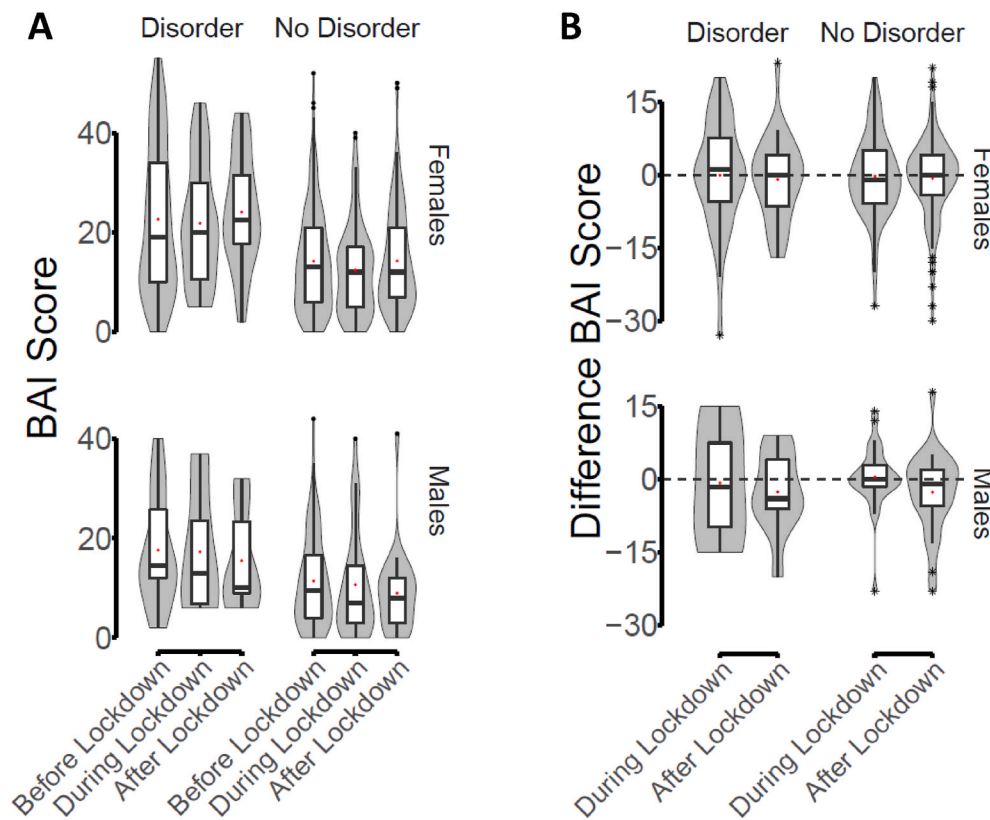 A
Disorder
No Disorder
BAI Score
40
20
0
Females
40
20
0
Males
Before Lockdown
During Lockdown
After Lockdown
Before Lockdown
During Lockdown
After Lockdown
B
Disorder
No Disorder
Difference BAI Score
15
0
−15
−30
Females
15
0
−15
−30
Males
During Lockdown
After Lockdown
During Lockdown
After Lockdown